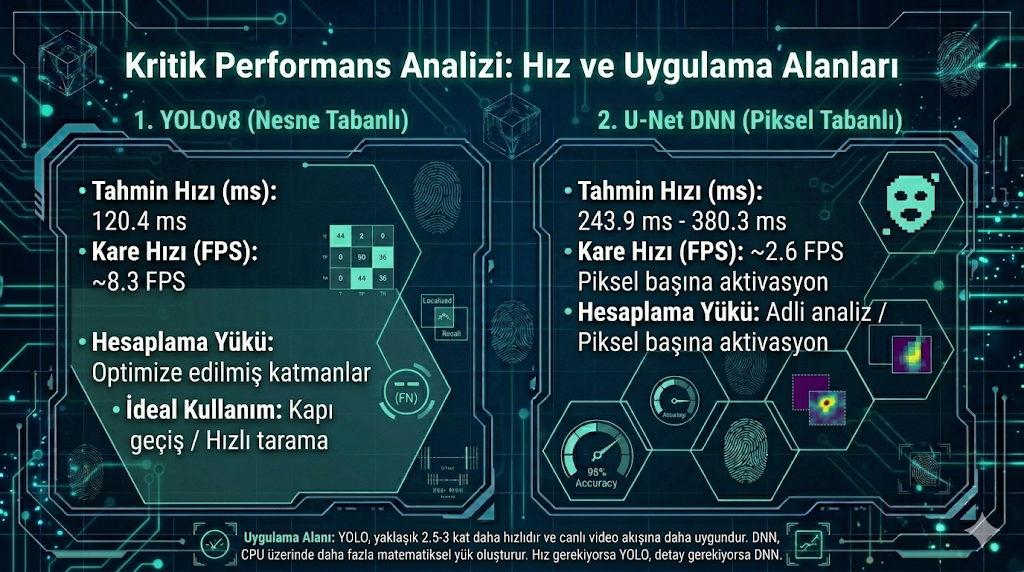 Kritik Performans Analizi: Hız ve Uygulama Alanları
1. YOLOv8 (Nesne Tabanlı)
• Tahmin Hızı (ms):
120.4 ms
• Kare Hızı (FPS):
~8.3 FPS
• Hesaplama Yükü:
Optimize edilmiş katmanlar
• İdeal Kullanım: Kapı
geçiş / Hızlı tarama
44 2 0
0 90 36
0 44 36
Localized
Recall
(FN)
2. U-Net DNN (Piksel Tabanlı)
• Tahmin Hızı (ms):
243.9 ms - 380.3 ms
• Kare Hızı (FPS): ~2.6 FPS
Piksel başına aktivasyon
• Hesaplama Yükü: Adli analiz /
Piksel başına aktivasyon
98%
Accuracy
Uygulama Alanı: YOLO, yaklaşık 2.5-3 kat daha hızlıdır ve canlı video akışına daha uygundur. DNN,
CPU üzerinde daha fazla matematiksel yük oluşturur. Hız gerekiyorsa YOLO, detay gerekiyorsa DNN.